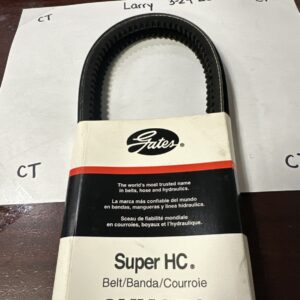 Larry
CT
Gates®
The world's most trusted name
in belts, hose and hydraulics.
La marca más confiable del mundo
en bandas, mangueras y línea hidráulica.
Sceau de fiabilité mondiale
en courroies, boyaux et l'hydraulique.
CT
CT
Super HC®
Belt/Banda/Courroie